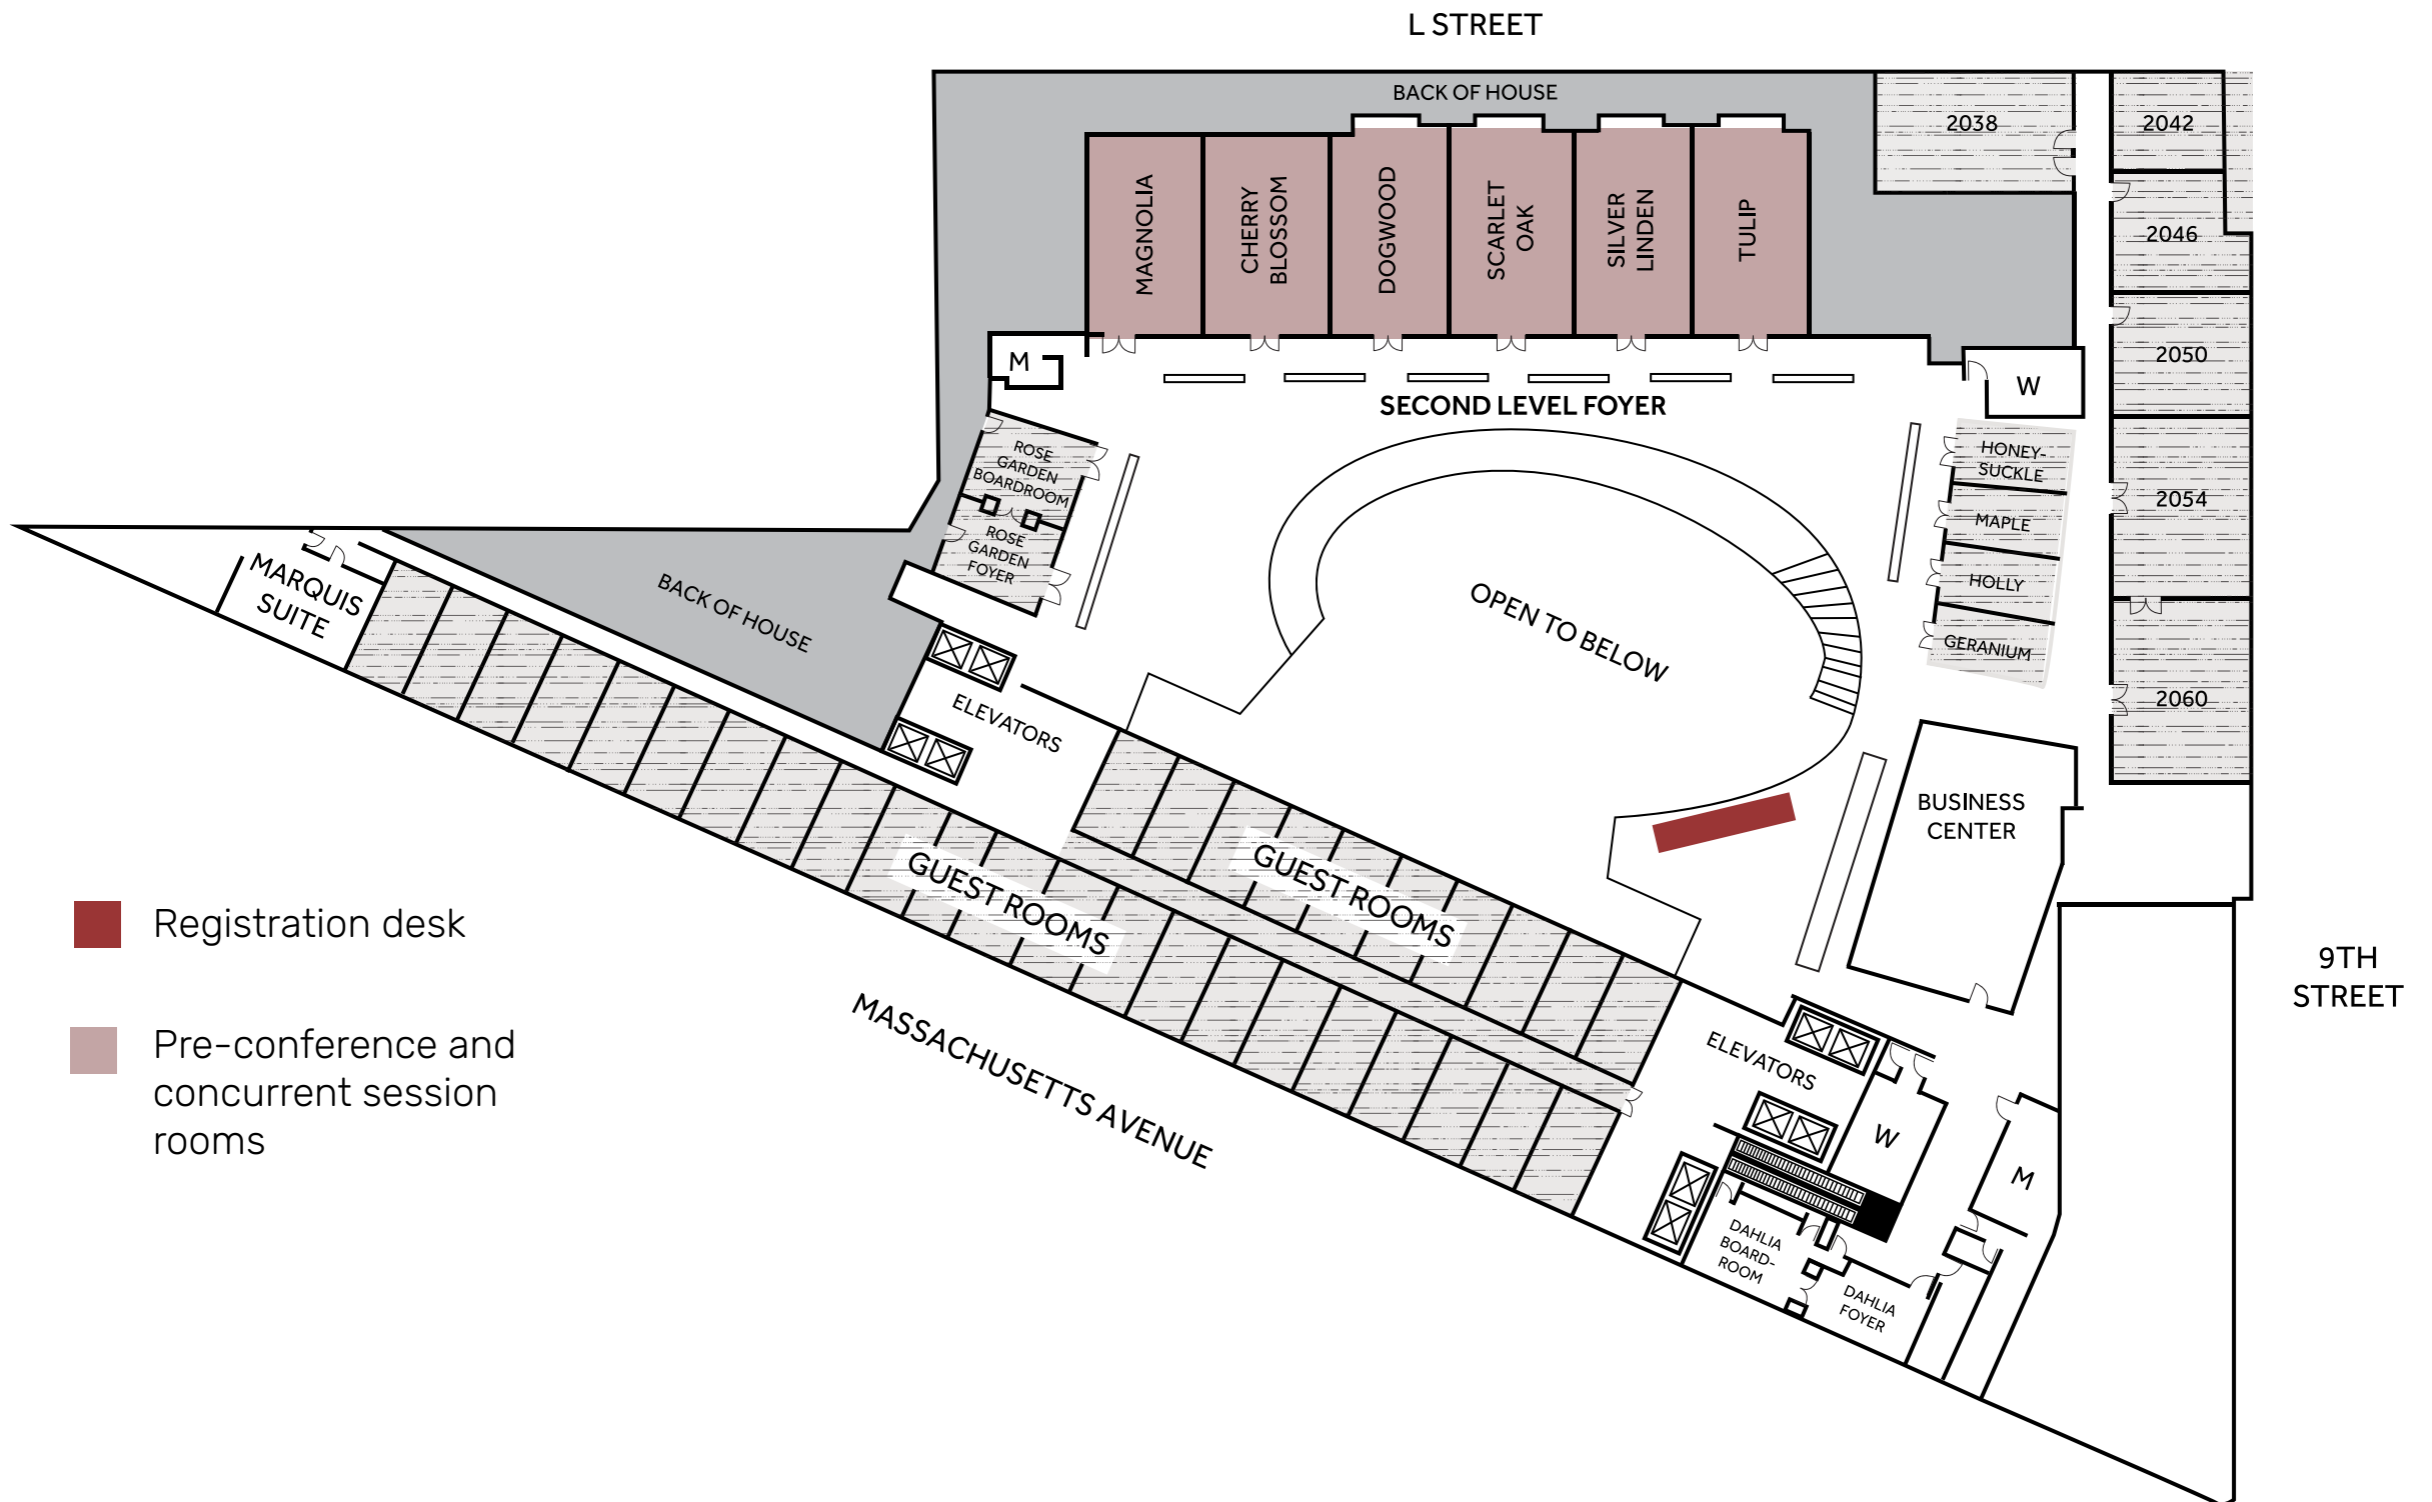 L STREET
BACK OF HOUSE
2038
2042
MAGNOLIA
CHERRY
BLOSSOM
DOGWOOD
SCARLET
OAK
SILVER
LINDEN
TULIP
2046
2050
M
W
SECOND LEVEL FOYER
ROSE
GARDEN
BOARDROOM
ROSE
GARDEN
FOYER
HONEY-
SUCKLE
MAPLE
HOLLY
GERANIUM
2054
2060
MARQUIS
SUITE
BACK OF HOUSE
OPEN TO BELOW
ELEVATORS
BUSINESS
CENTER
GUEST ROOMS
GUEST ROOMS
Registration desk
9TH
STREET
MASSACHUSETTS AVENUE
Pre-conference and
concurrent session
rooms
ELEVATORS
W
M
DAHLIA
BOARD-
ROOM
DAHLIA
FOYER